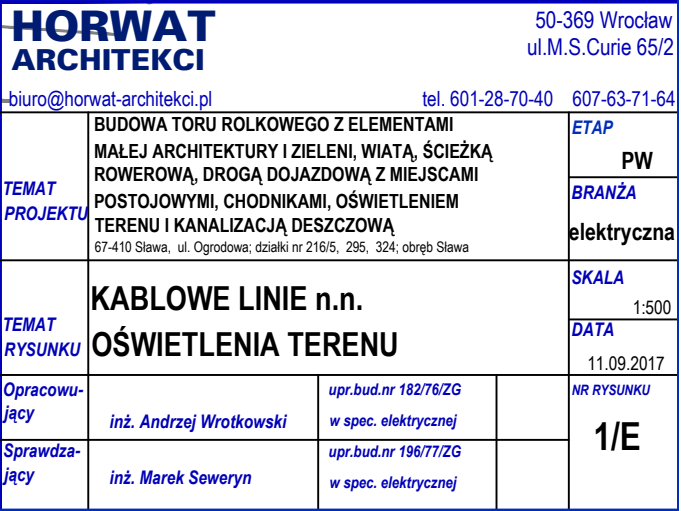 HORWAT
ARCHITEKCI
50-369 Wrocław
ul.M.S.Curie 65/2
biuro@horwat-architekci.pl
tel. 601-28-70-40 607-63-71-64
TEMAT
PROJEKTU
BUDOWA TORU ROLKOWEGO Z ELEMENTAMI
MAŁEJ ARCHITEKTURY I ZIELENI, WIATĄ, ŚCIEŻKĄ
ROWEROWĄ, DROGĄ DOJAZDOWĄ Z MIEJSCAMI
POSTOJOWYMI, CHODNIKAMI, OŚWIETLENIEM
TERENU I KANALIZACJĄ DESZCZOWĄ
67-410 Sława, ul. Ogrodowa; działki nr 216/5, 295, 324; obręb Sława
ETAP
PW
BRANŻA
elektryczna
TEMAT
RYSUNKU
KABLOWE LINIE n.n.
OŚWIETLENIA TERENU
SKALA
1:500
DATA
11.09.2017
Opracowu-
jący
inż. Andrzej Wrotkowski
upr.bud.nr 182/76/ZG
w spec. elektrycznej
NR RYSUNKU
1/E
Sprawdza-
jący
inż. Marek Seweryn
upr.bud.nr 196/77/ZG
w spec. elektrycznej